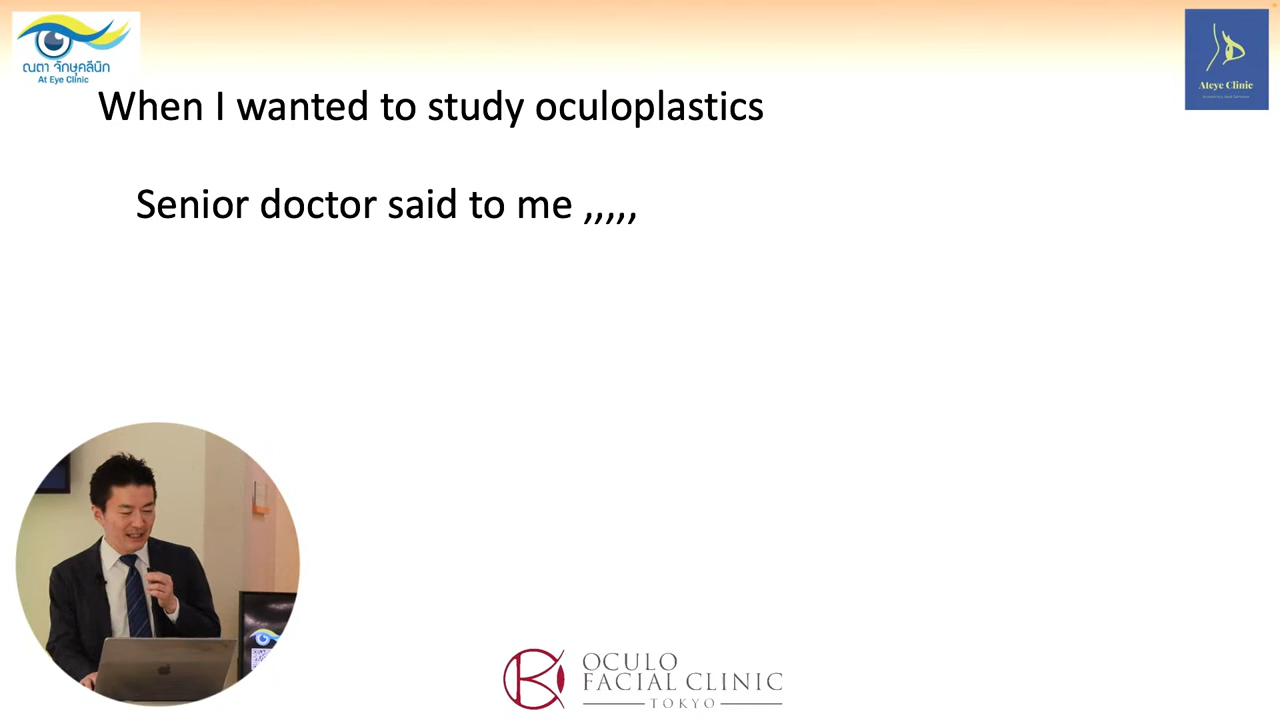 ณตา จักษุคลีนิก
At Eye Clinic
Ateye Clinic
When I wanted to study oculoplastics
Senior doctor said to me ,,,,,
OCULO
FACIAL CLINIC
TOKYO